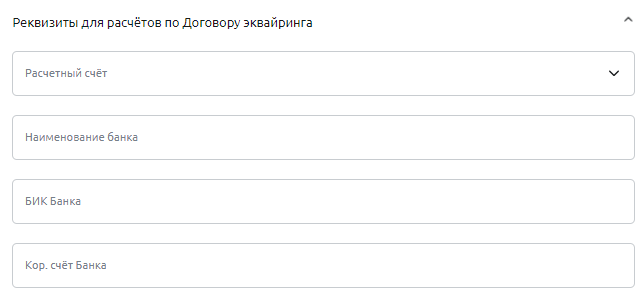 Реквизиты для расчётов по Договору эквайринга
Расчетный счёт
Наименование банка
БИК Банка
Кор. счёт Банка